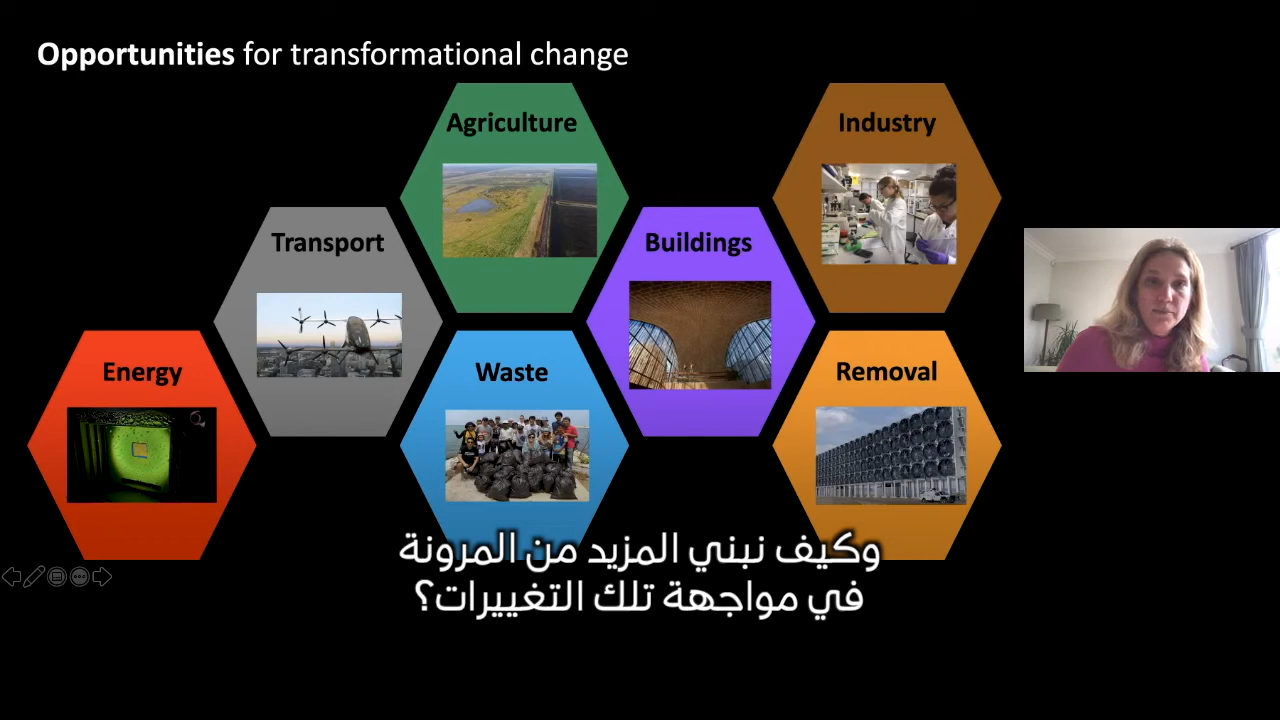 Opportunities for transformational change
Agriculture
Industry
Transport
Buildings
Energy
Waste
Removal
وكيف نبني المزيد من المرونة
في مواجهة تلك التغييرات؟